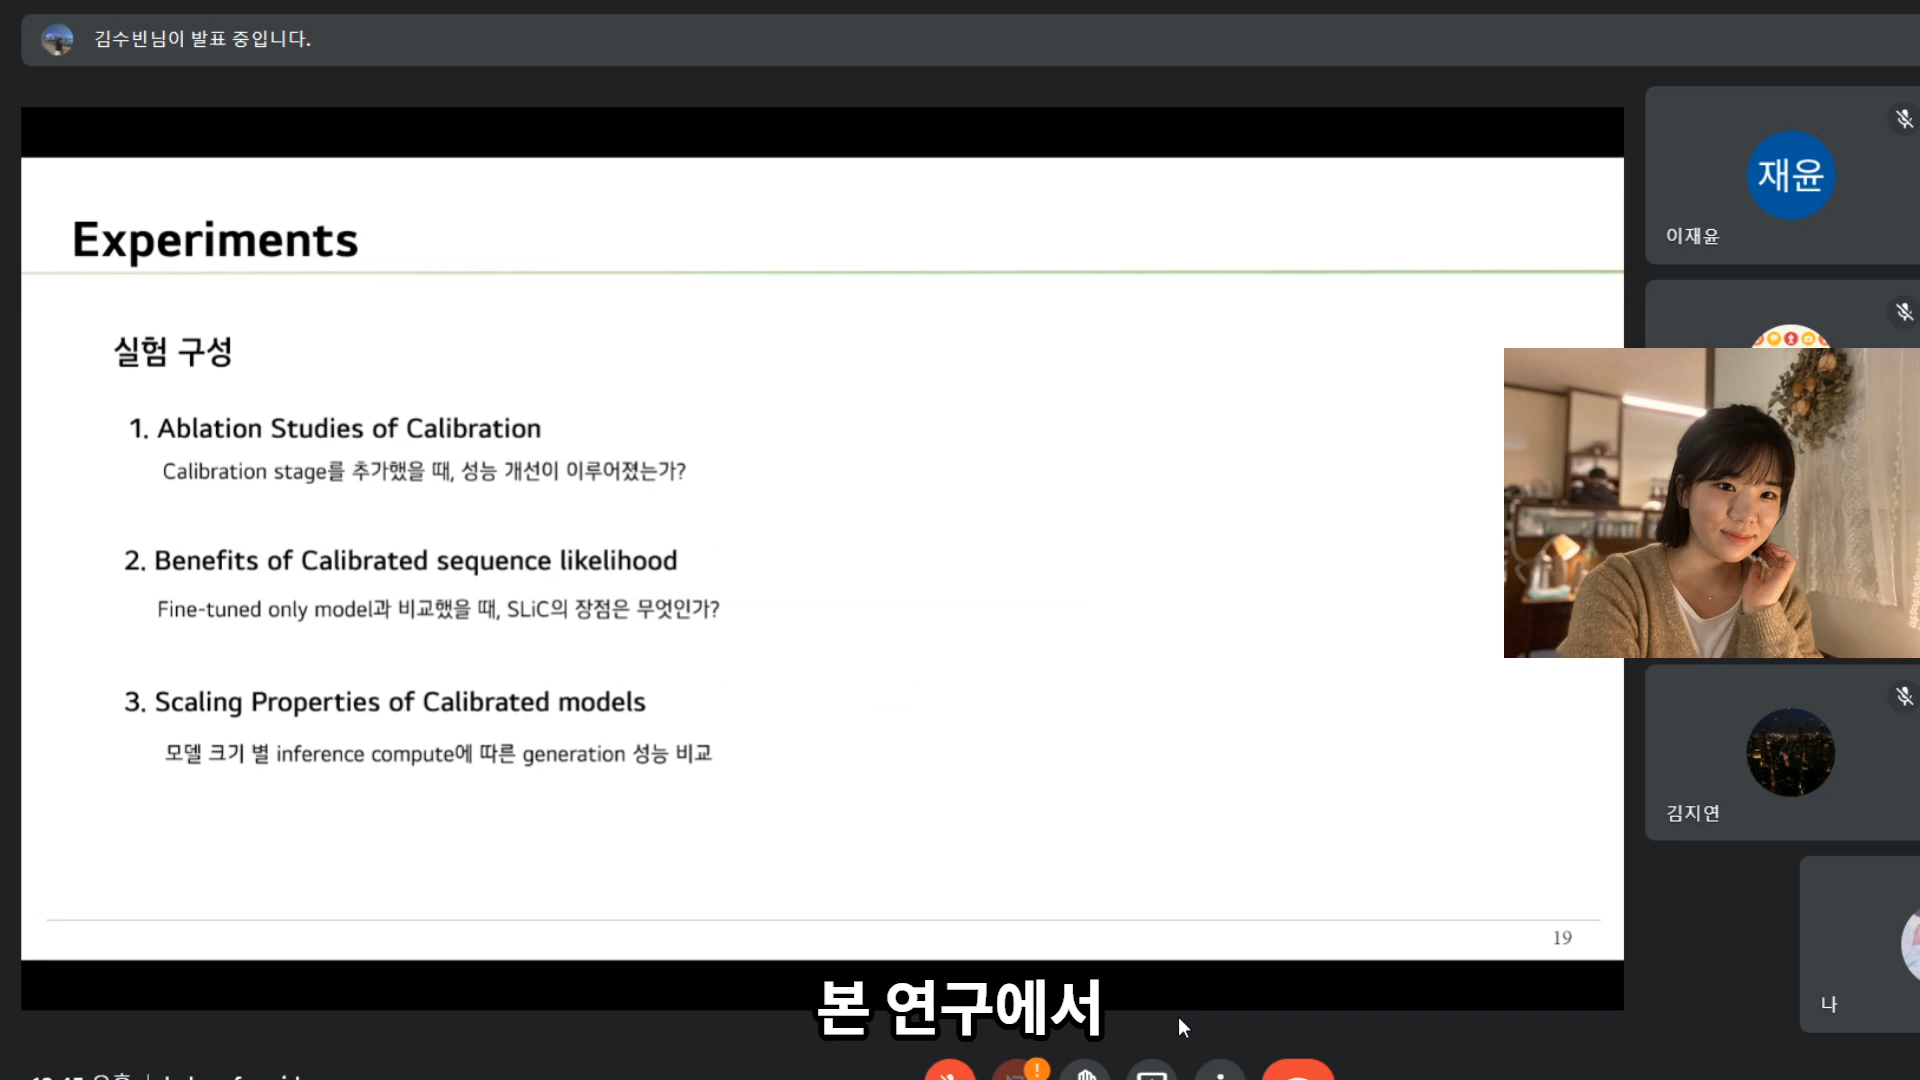 김수빈님이 발표 중입니다.
재윤
이재윤
Experiments
실험 구성
1. Ablation Studies of Calibration
Calibration stage를 추가했을 때, 성능 개선이 이루어졌는가?
2. Benefits of Calibrated sequence likelihood
Fine-tuned only model과 비교했을 때, SLiC의 장점은 무엇인가?
3. Scaling Properties of Calibrated models
모델 크기 별 inference compute에 따른 generation 성능 비교
김지연
19
나
본 연구에서